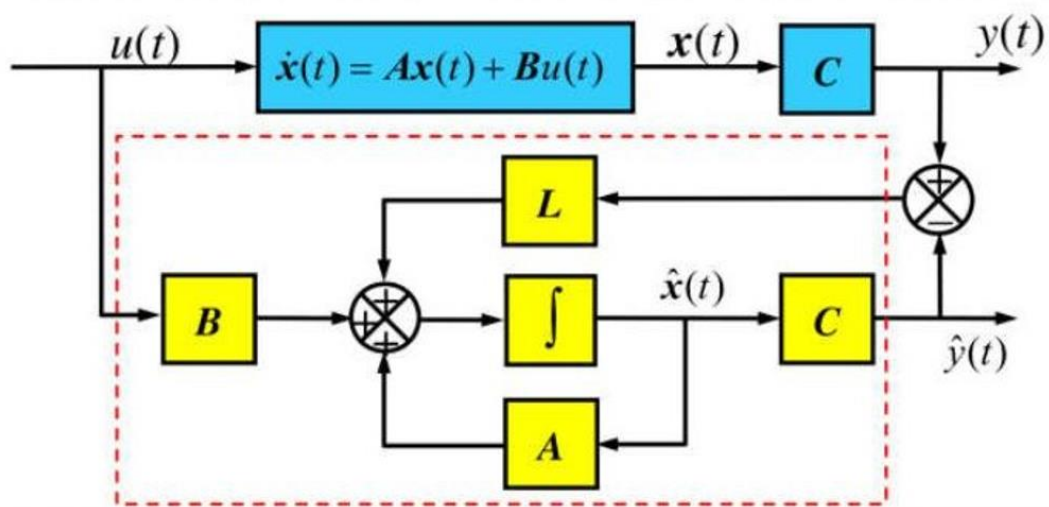 u(t) ẋ(t) = Ax(t) + Bu(t) x(t) C y(t)
+
−
L
B + + + ∫ x̂(t) C ŷ(t)
A